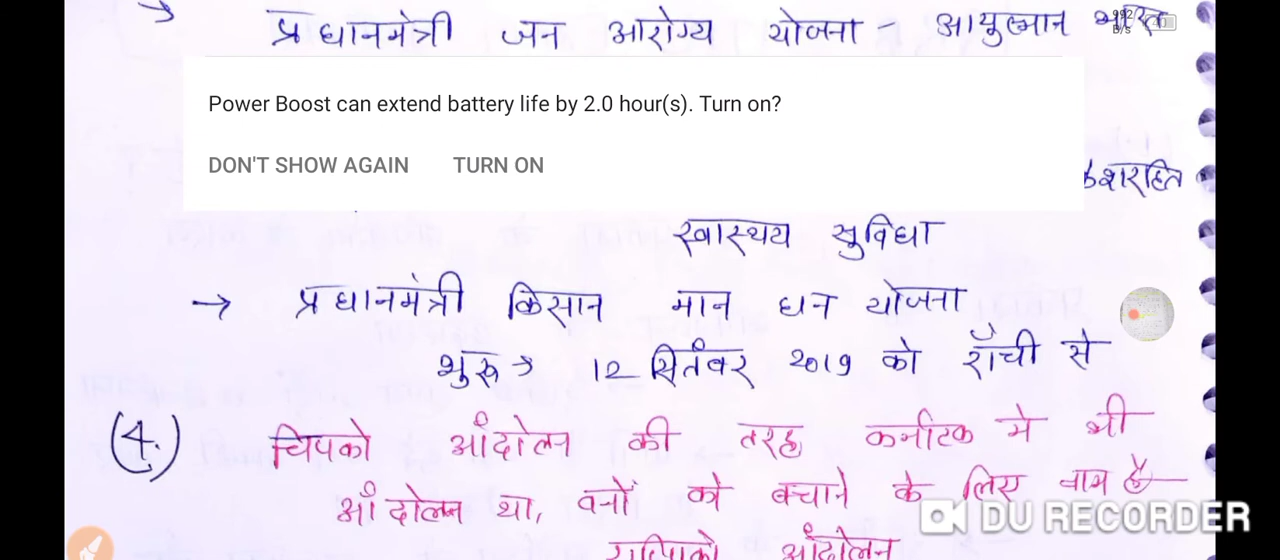 → प्रधानमंत्री जन आरोग्य योजना - आयुष्मान भारत
B/s
Power Boost can extend battery life by 2.0 hour(s). Turn on?
DON'T SHOW AGAIN TURN ON
कैशरहित
स्वास्थ्य सुविधा
→ प्रधानमंत्री किसान मान धन योजना
शुरू → 12 सितंबर 2019 को राँची से
(4.) चिपको आँदोलन की तरह कर्नाटक मे भी
आँदोलन था, वनों को बचाने के लिए नाम है
DU RECORDER
आँदोलन